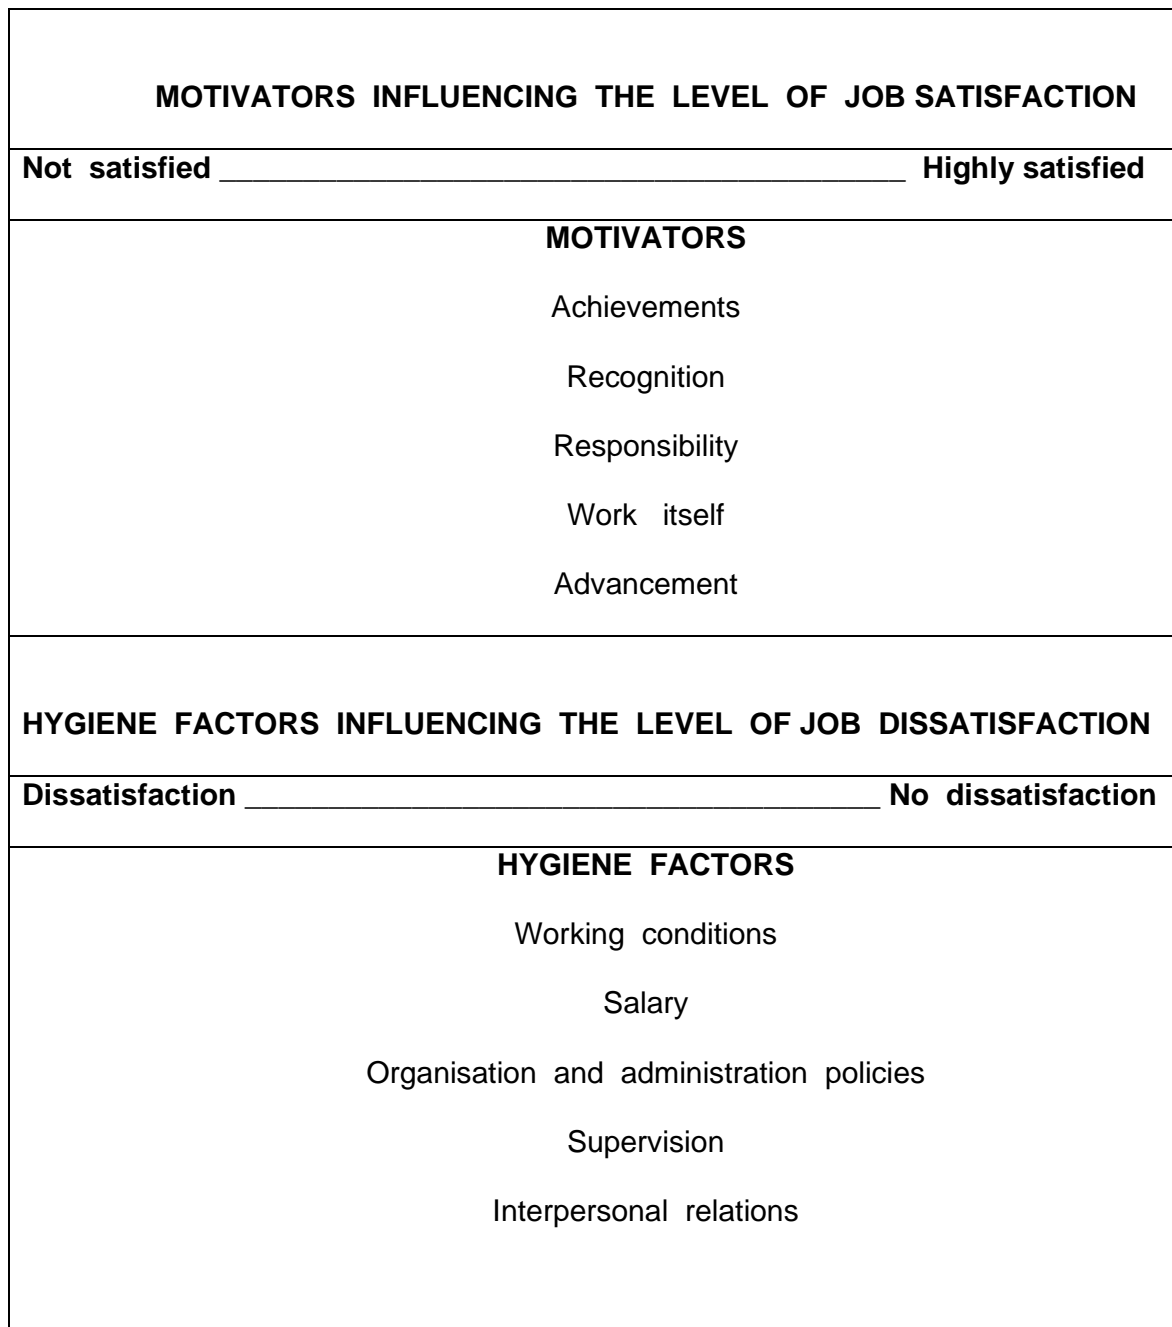 MOTIVATORS INFLUENCING THE LEVEL OF JOB SATISFACTION
Not satisfied _________________________________________ Highly satisfied
MOTIVATORS
Achievements
Recognition
Responsibility
Work itself
Advancement
HYGIENE FACTORS INFLUENCING THE LEVEL OF JOB DISSATISFACTION
Dissatisfaction ______________________________________ No dissatisfaction
HYGIENE FACTORS
Working conditions
Salary
Organisation and administration policies
Supervision
Interpersonal relations